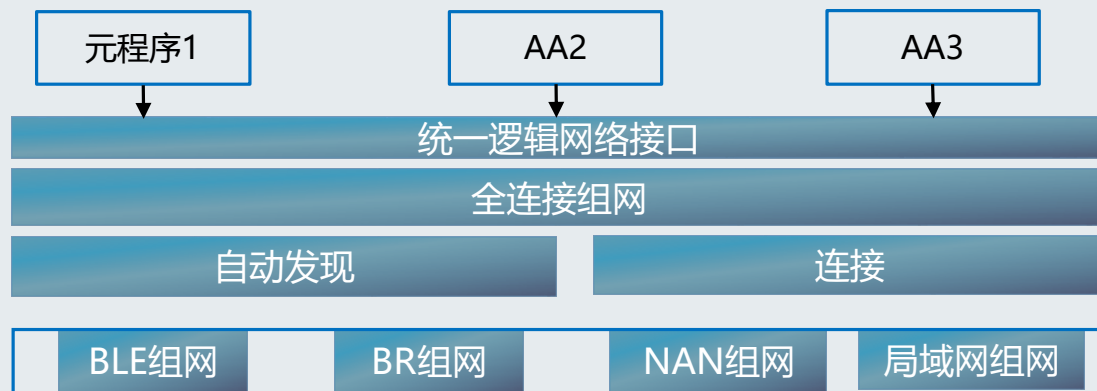 元程序1
AA2
AA3
统一逻辑网络接口
全连接组网
自动发现
连接
BLE组网
BR组网
NAN组网
局域网组网